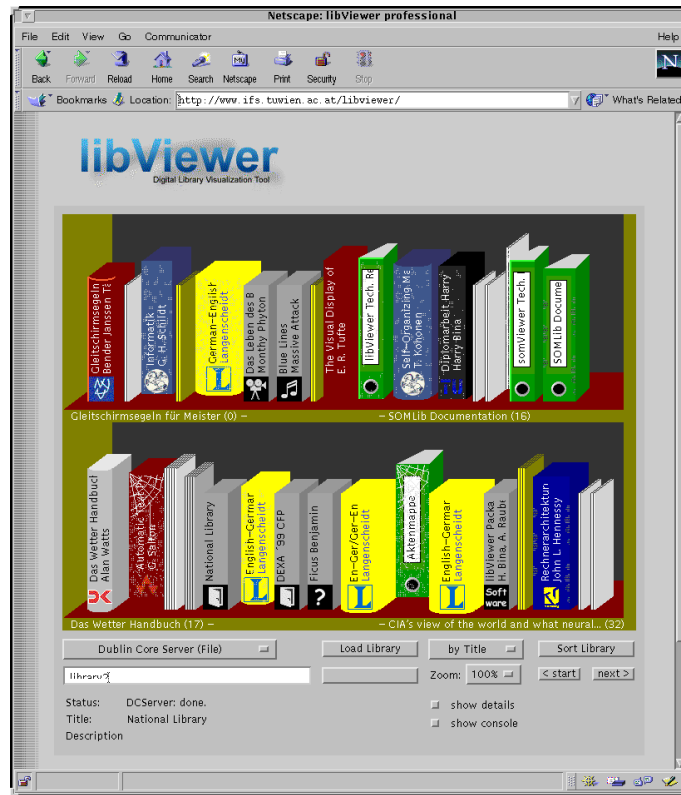 Netscape: libViewer professional
File Edit View Go Communicator Help
Back Forward Reload Home Search Netscape Print Security Stop
Bookmarks Location: http://www.ifs.tuwien.ac.at/libviewer/ What's Related
libViewer
Digital Library Visualization Tool
Gleitschirmsegeln
Bender Janssen Tä
Informatik
G. H. Schildt
German-English
Langenscheidt
Das Leben des B
Monthy Phyton
Blue Lines
Massive Attack
The Visual Display of
E. R. Tufte
libViewer Tech. Re
Self-Organizing Ma
T. Kohonen
Diplomarbeit Harry
Harry Bina
somViewer Tech.
SOMLib Docume
Gleitschirmsegeln für Meister (0) –
– SOMLib Documentation (16)
Das Wetter Handbuch
Alan Watts
Automatic Text P
G. Salton
National Library
English-German
Langenscheidt
DEXA '99 CFP
Ficus Benjamin
?
En-Ger/Ger-En
Langenscheidt
Aktenmappe
English-German
Langenscheidt
libViewer Packa
H. Bina, A. Raube
Soft
ware
Rechnerarchitektur
John L. Hennessy
Das Wetter Handbuch (17) –
– CIA's view of the world and what neural... (32)
Dublin Core Server (File) Load Library by Title Sort Library
library2 Zoom: 100% < start next >
Status: DCServer: done.
show details
Title: National Library
show console
Description